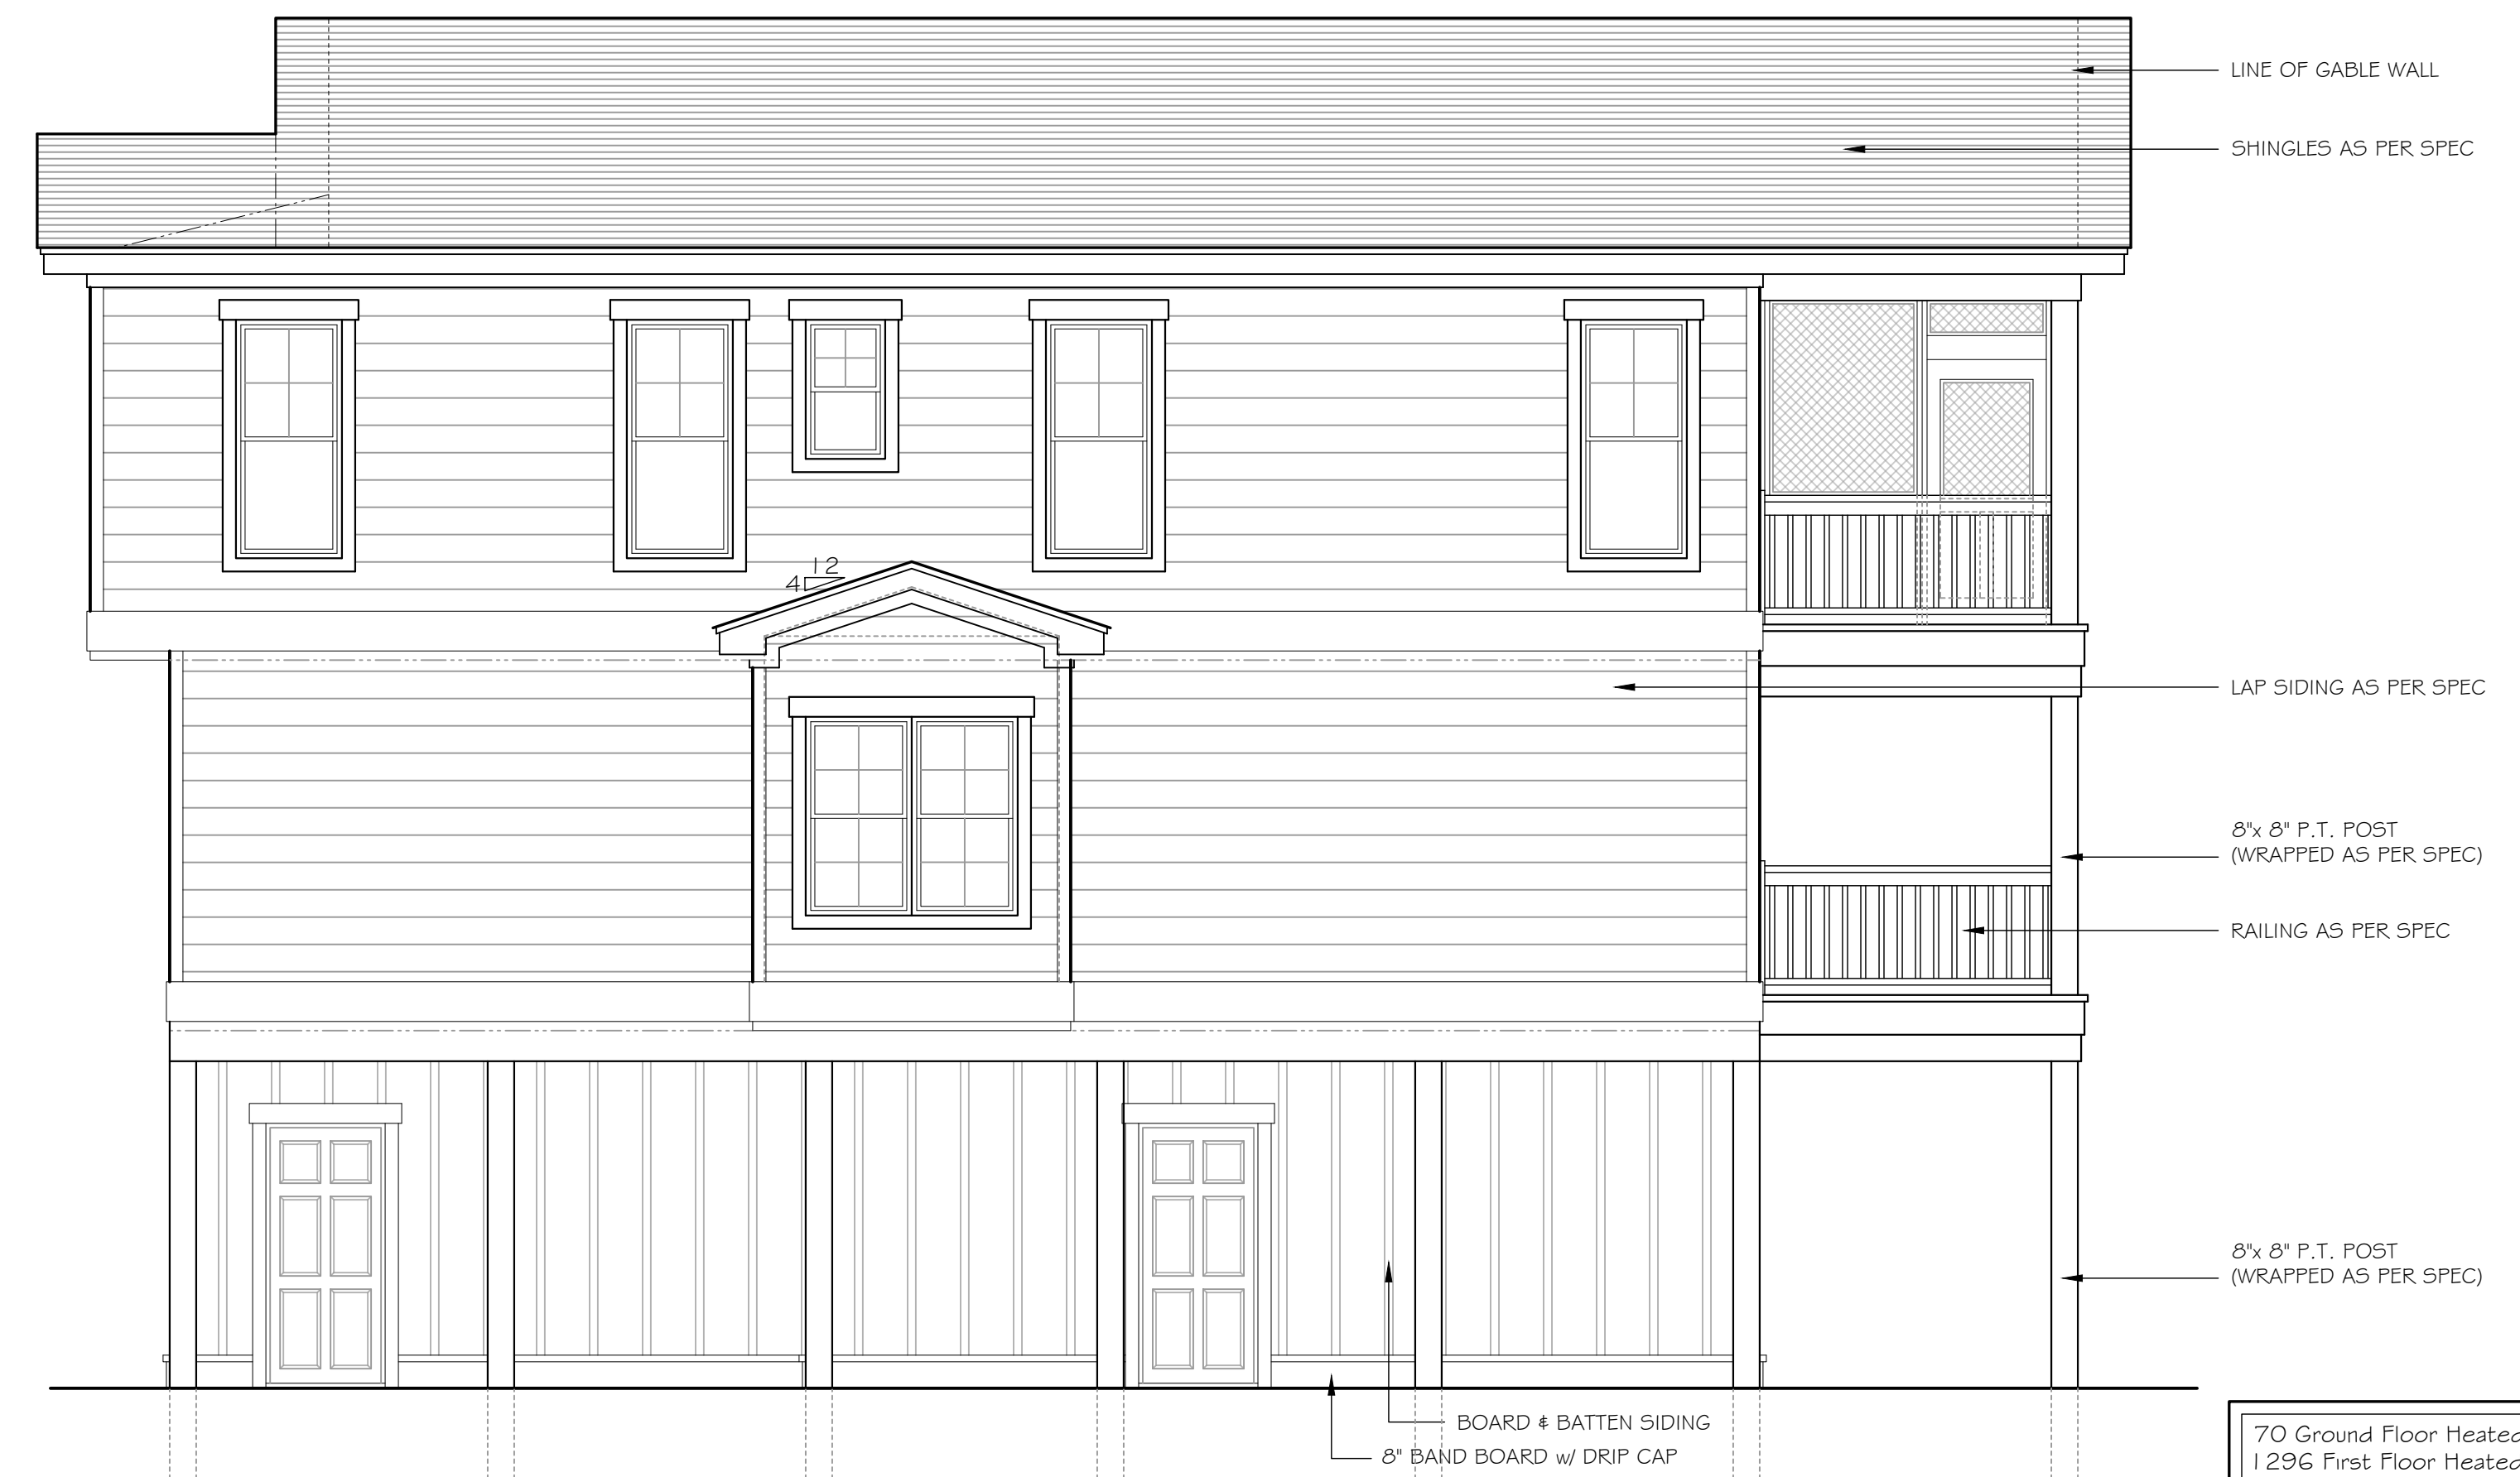 LINE OF GABLE WALL
SHINGLES AS PER SPEC
12
4
LAP SIDING AS PER SPEC
8"x 8" P.T. POST
(WRAPPED AS PER SPEC)
RAILING AS PER SPEC
8"x 8" P.T. POST
(WRAPPED AS PER SPEC)
BOARD & BATTEN SIDING
8" BAND BOARD w/ DRIP CAP
70 Ground Floor Heated
1296 First Floor Heated